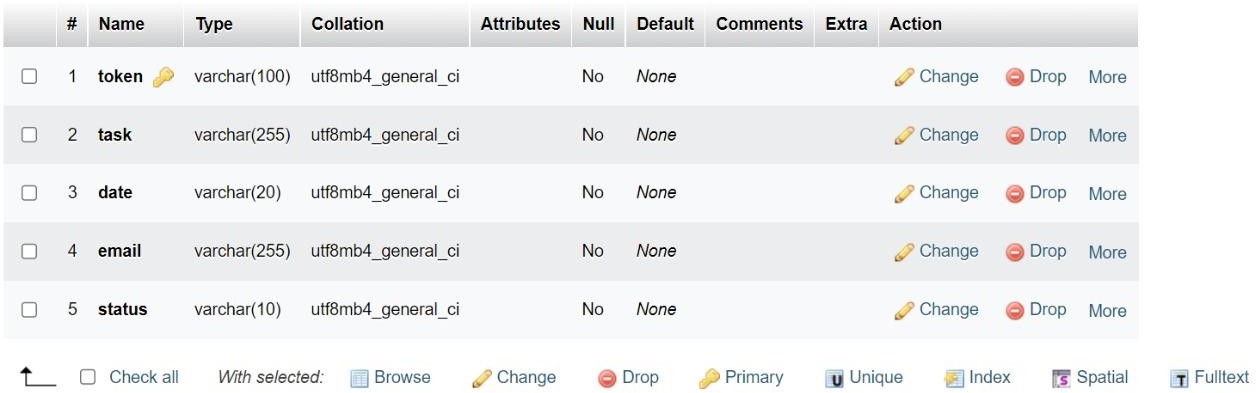 # Name Type Collation Attributes Null Default Comments Extra Action
1 token varchar(100) utf8mb4_general_ci No None Change Drop More
2 task varchar(255) utf8mb4_general_ci No None Change Drop More
3 date varchar(20) utf8mb4_general_ci No None Change Drop More
4 email varchar(255) utf8mb4_general_ci No None Change Drop More
5 status varchar(10) utf8mb4_general_ci No None Change Drop More
Check all With selected: Browse Change Drop Primary U Unique Index S Spatial T Fulltext